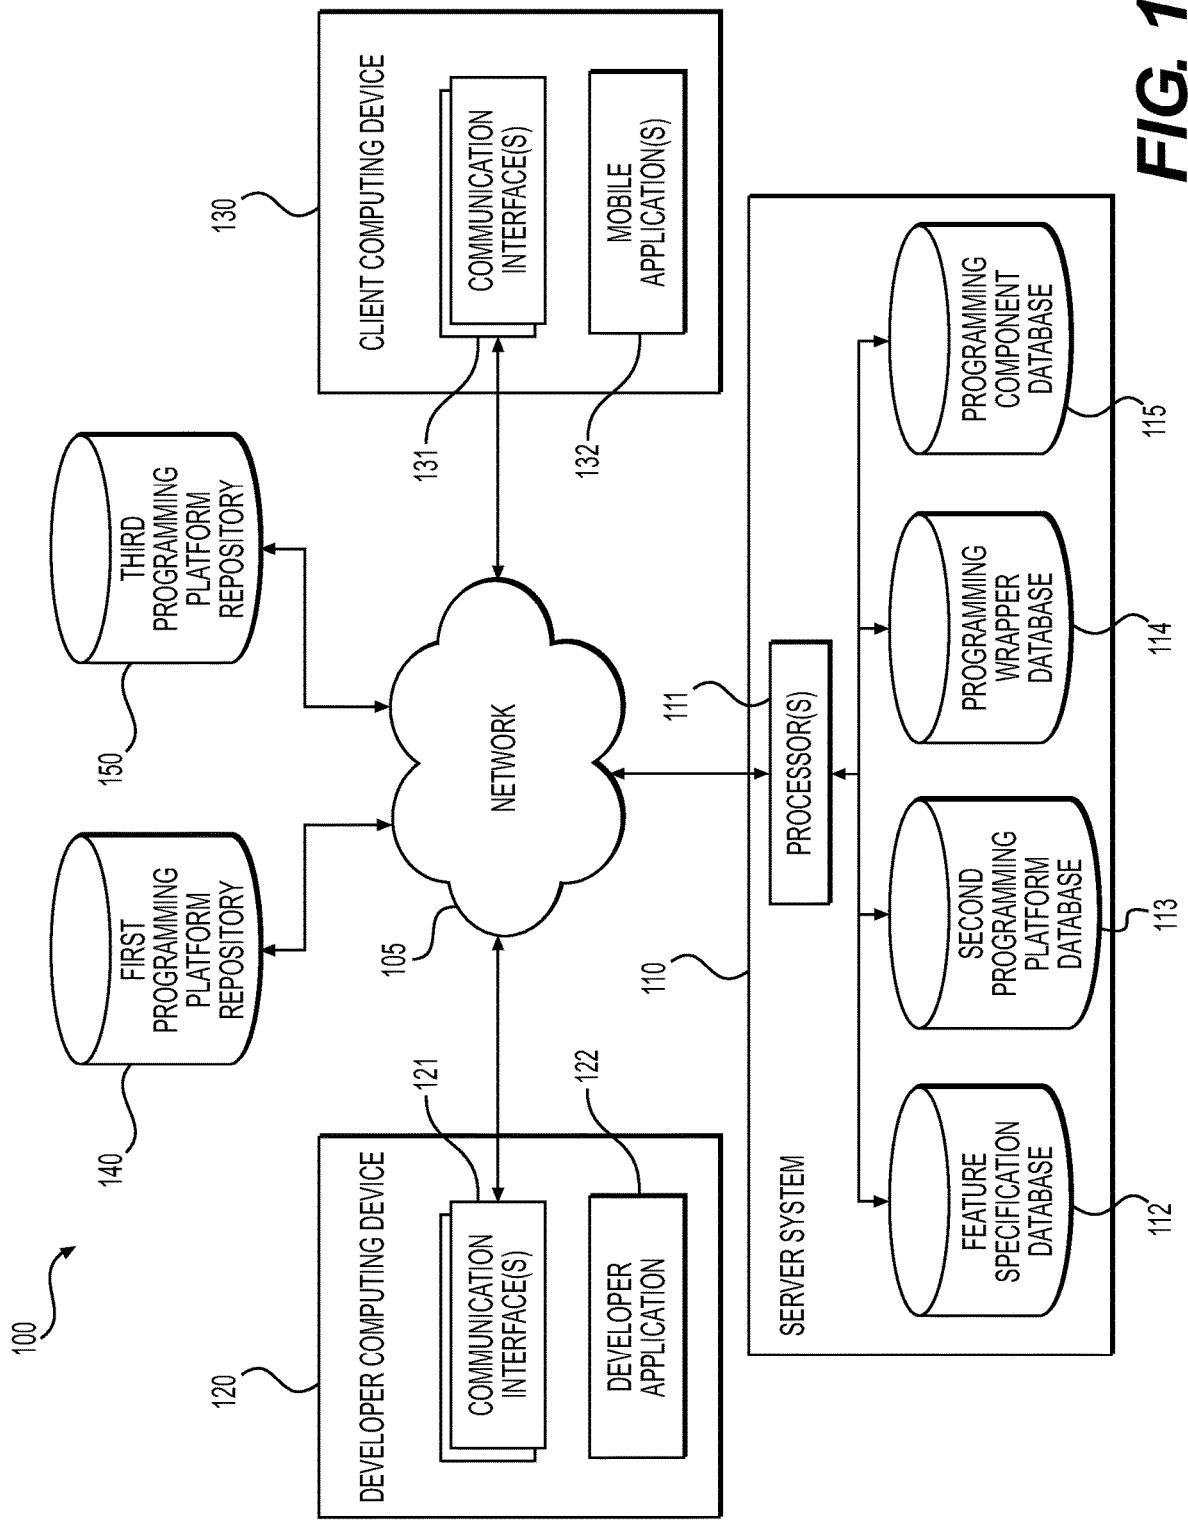 100
140
FIRST
PROGRAMMING
PLATFORM
REPOSITORY
150
THIRD
PROGRAMMING
PLATFORM
REPOSITORY
120
DEVELOPER COMPUTING DEVICE
121
COMMUNICATION
INTERFACE(S)
122
DEVELOPER
APPLICATION
105
NETWORK
130
CLIENT COMPUTING DEVICE
131
COMMUNICATION
INTERFACE(S)
132
MOBILE
APPLICATION(S)
110
SERVER SYSTEM
111
PROCESSOR(S)
FEATURE
SPECIFICATION
DATABASE
112
SECOND
PROGRAMMING
PLATFORM
DATABASE
113
PROGRAMMING
WRAPPER
DATABASE
114
PROGRAMMING
COMPONENT
DATABASE
115
FIG. 1